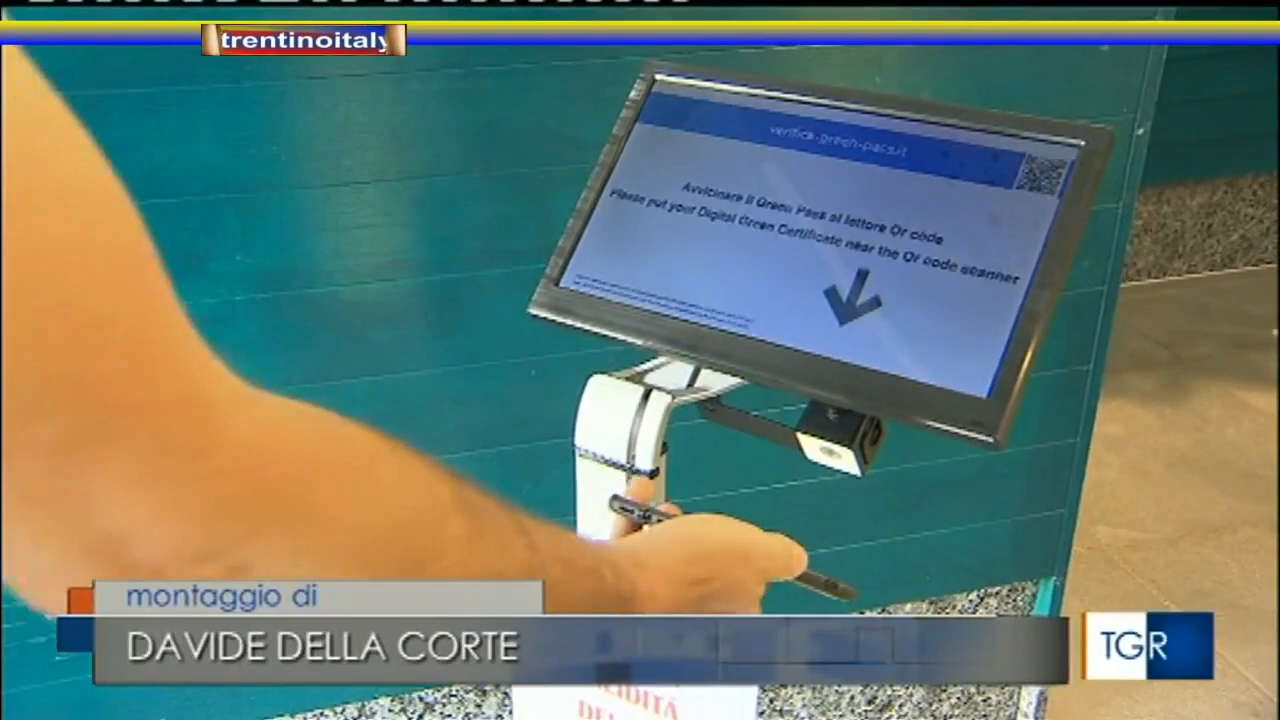 trentinoitaly
verifica-green-pass.it
Avvicinare il Green Pass al lettore Qr code
Please put your Digital Green Certificate near the Qr code scanner
montaggio di
DAVIDE DELLA CORTE
TGR